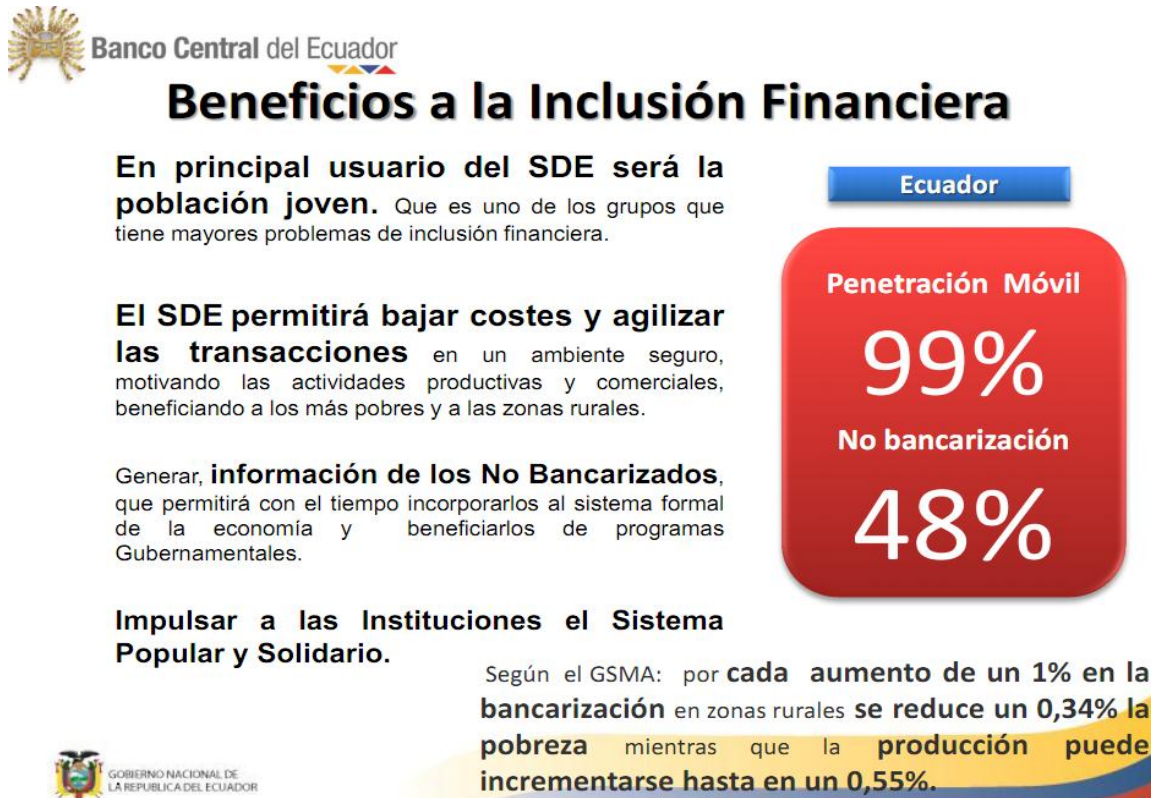 Banco Central del Ecuador
Beneficios a la Inclusión Financiera
En principal usuario del SDE será la
población joven. Que es uno de los grupos que
tiene mayores problemas de inclusión financiera.
El SDE permitirá bajar costes y agilizar
las transacciones en un ambiente seguro,
motivando las actividades productivas y comerciales,
beneficiando a los más pobres y a las zonas rurales.
Generar, información de los No Bancarizados,
que permitirá con el tiempo incorporarlos al sistema formal
de la economía y beneficiarlos de programas
Gubernamentales.
Impulsar a las Instituciones el Sistema
Popular y Solidario.
Ecuador
Penetración Móvil
99%
No bancarización
48%
Según el GSMA: por cada aumento de un 1% en la
bancarización en zonas rurales se reduce un 0,34% la
pobreza mientras que la producción puede
incrementarse hasta en un 0,55%.
GOBIERNO NACIONAL DE
LA REPUBLICA DEL ECUADOR